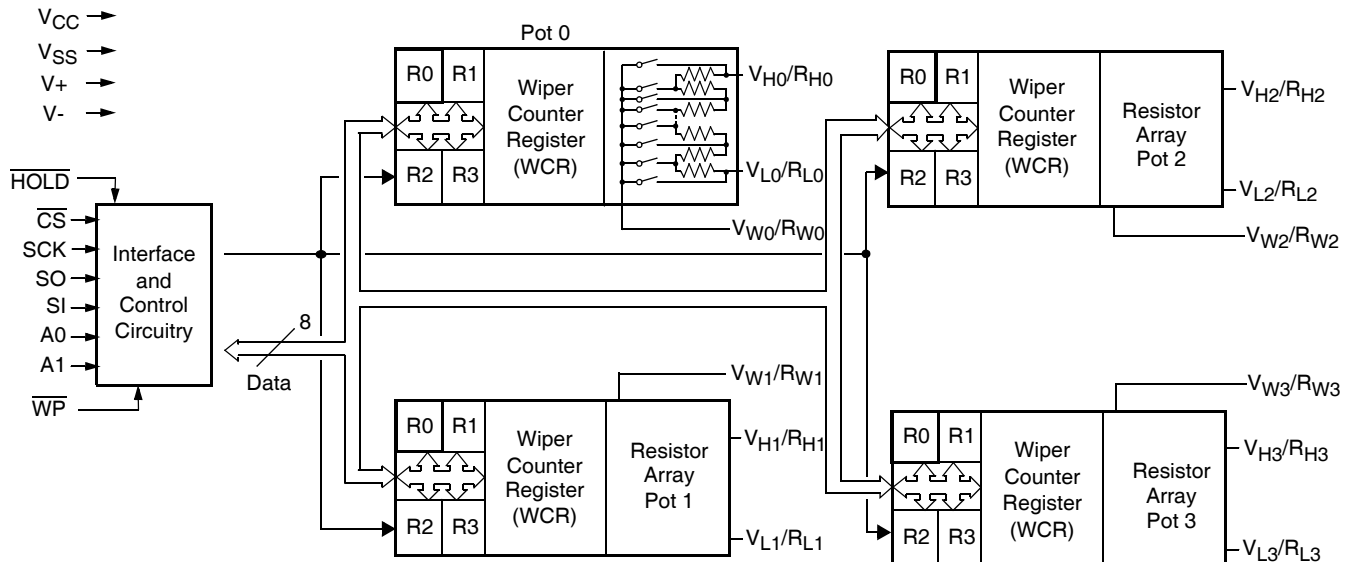 VCC
VSS
V+
V-
HOLD
CS
SCK
SO
SI
A0
A1
WP
Interface
and
Control
Circuitry
8
Data
Pot 0
R0 R1
R2 R3
Wiper
Counter
Register
(WCR)
VH0/RH0
VL0/RL0
VW0/RW0
R0 R1
R2 R3
Wiper
Counter
Register
(WCR)
Resistor
Array
Pot 2
VH2/RH2
VL2/RL2
VW2/RW2
R0 R1
R2 R3
Wiper
Counter
Register
(WCR)
Resistor
Array
Pot 1
VW1/RW1
VH1/RH1
VL1/RL1
R0 R1
R2 R3
Wiper
Counter
Register
(WCR)
Resistor
Array
Pot 3
VW3/RW3
VH3/RH3
VL3/RL3